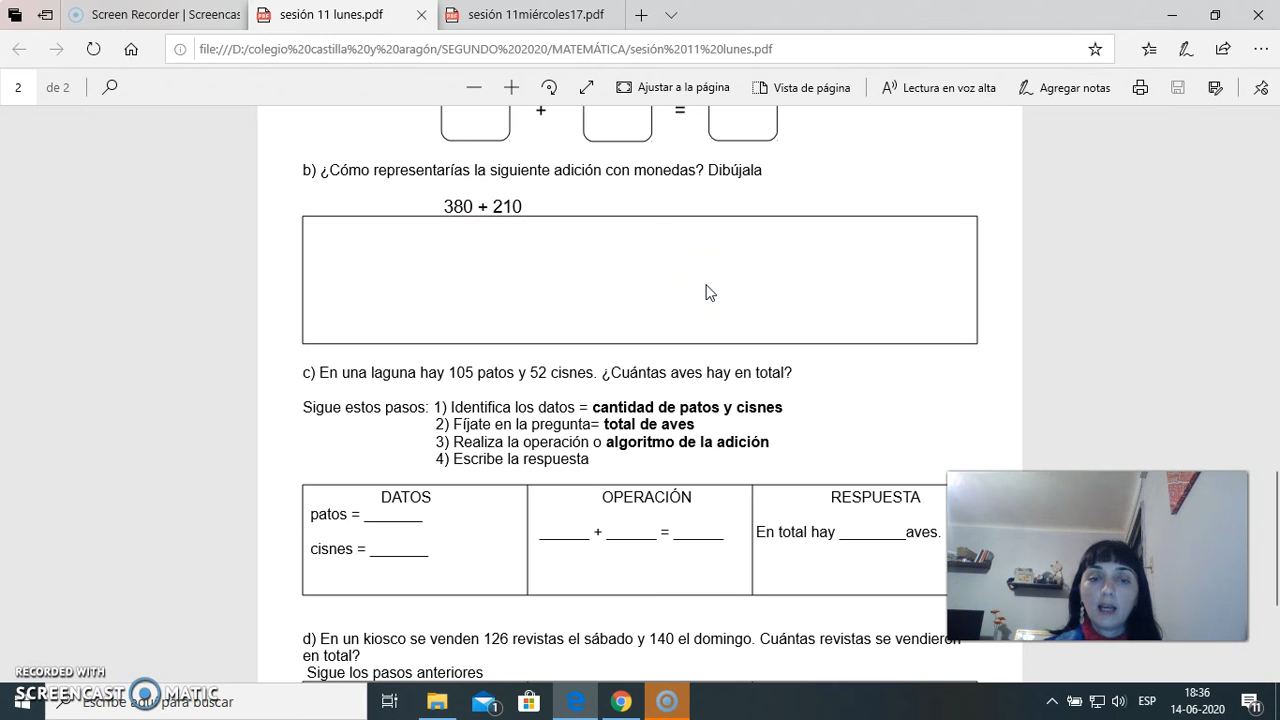 Screen Recorder | Screencas
sesión 11 lunes.pdf
sesión 11miércoles17.pdf
file:///D:/colegio%20castilla%20y%20aragón/SEGUNDO%202020/MATEMÁTICA/sesión%2011%20lunes.pdf
2 de 2
Ajustar a la página
Vista de página
Lectura en voz alta
Agregar notas
+ =
b) ¿Cómo representarías la siguiente adición con monedas? Dibújala
380 + 210
c) En una laguna hay 105 patos y 52 cisnes. ¿Cuántas aves hay en total?
Sigue estos pasos: 1) Identifica los datos = cantidad de patos y cisnes
2) Fíjate en la pregunta= total de aves
3) Realiza la operación o algoritmo de la adición
4) Escribe la respuesta
DATOS OPERACIÓN RESPUESTA
patos = _______
______ + ______ = ______ En total hay ________aves.
cisnes = _______
d) En un kiosco se venden 126 revistas el sábado y 140 el domingo. Cuántas revistas se vendieron
en total?
Sigue los pasos anteriores
RECORDED WITH
SCREENCAST MATIC
Escribe aquí para buscar
1
ESP
18:36
14-06-2020
11